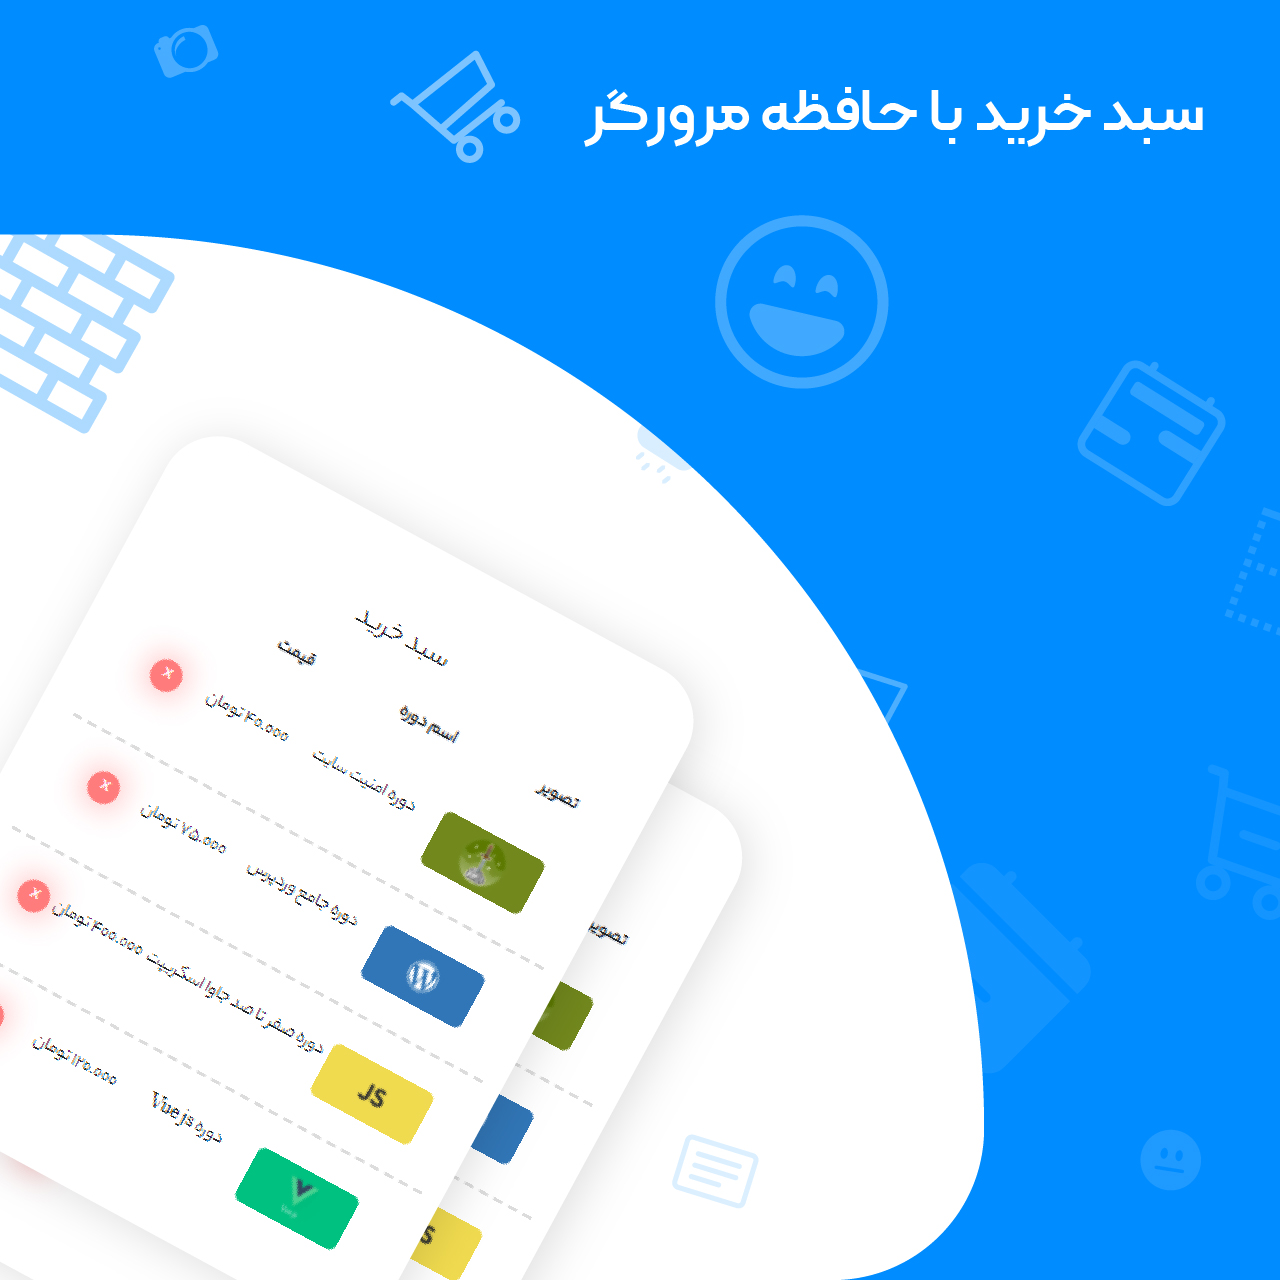 سبد خرید با حافظه مرورگر
سبد خرید
تصویر اسم دوره قیمت
دوره امنیت سایت ۴۰.۰۰۰ تومان x
دوره جامع وردپرس ۷۵.۰۰۰ تومان x
JS دوره صفر تا صد جاوا اسکریپت ۴۰۰.۰۰۰ تومان x
دوره Vue js ۱۲۰.۰۰۰ تومان
تصویر